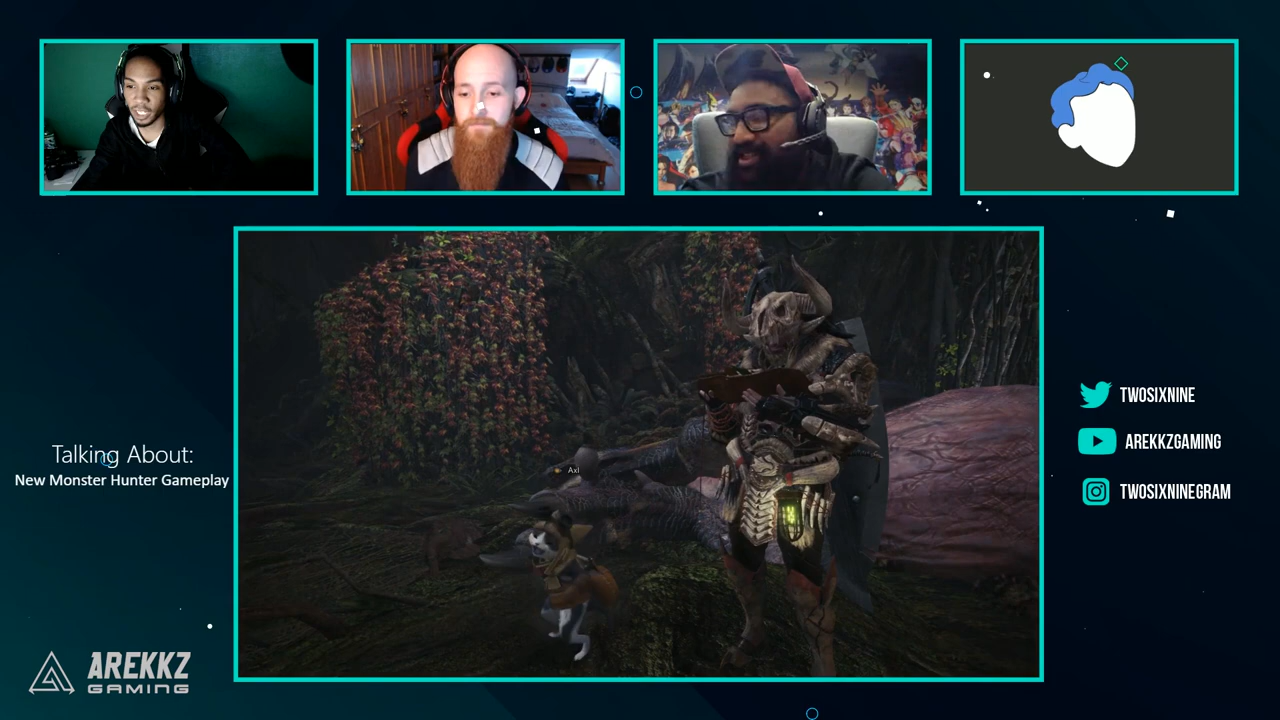 Talking About:
New Monster Hunter Gameplay
Axl
TWOSIXNINE
AREKKZGAMING
TWOSIXNINEGRAM
AREKKZ
GAMING